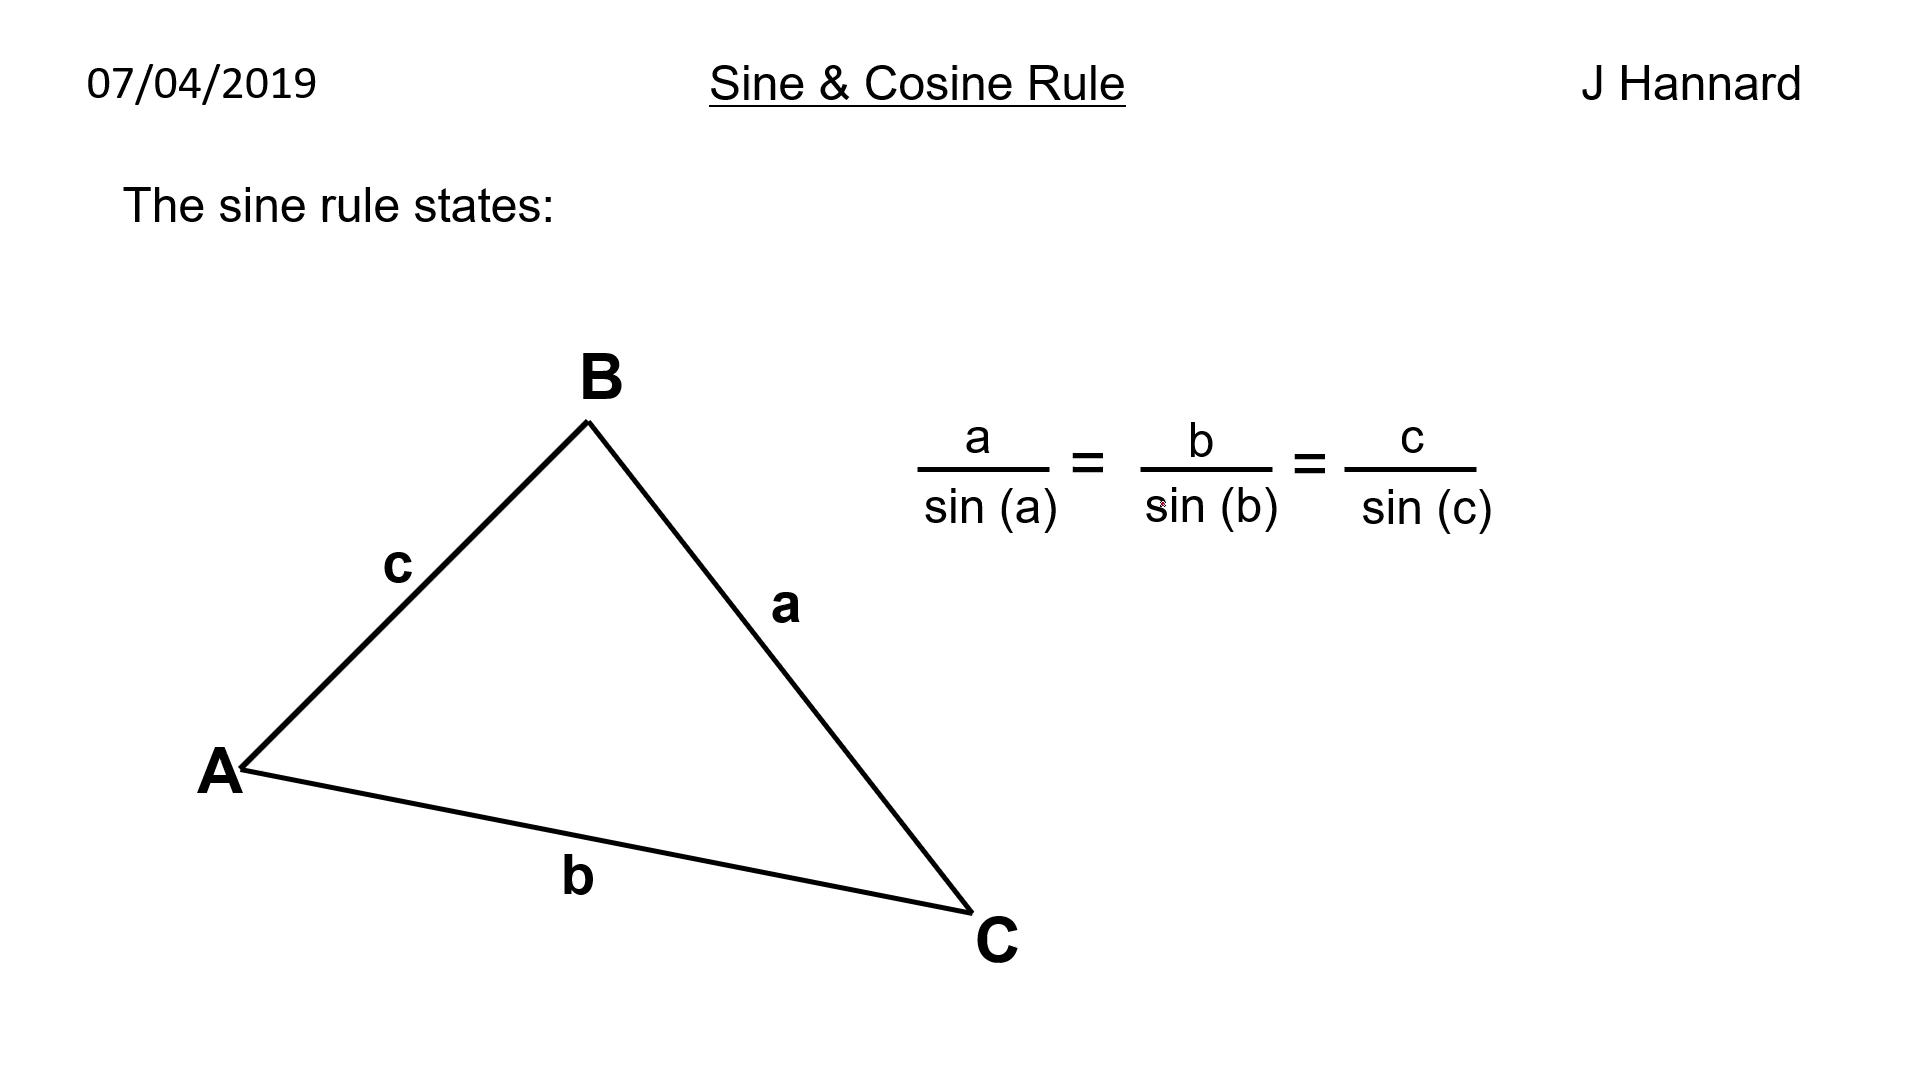 07/04/2019 Sine & Cosine Rule J Hannard
The sine rule states:
B
a = b = c
sin (a) sin (b) sin (c)
c
a
A
b
C